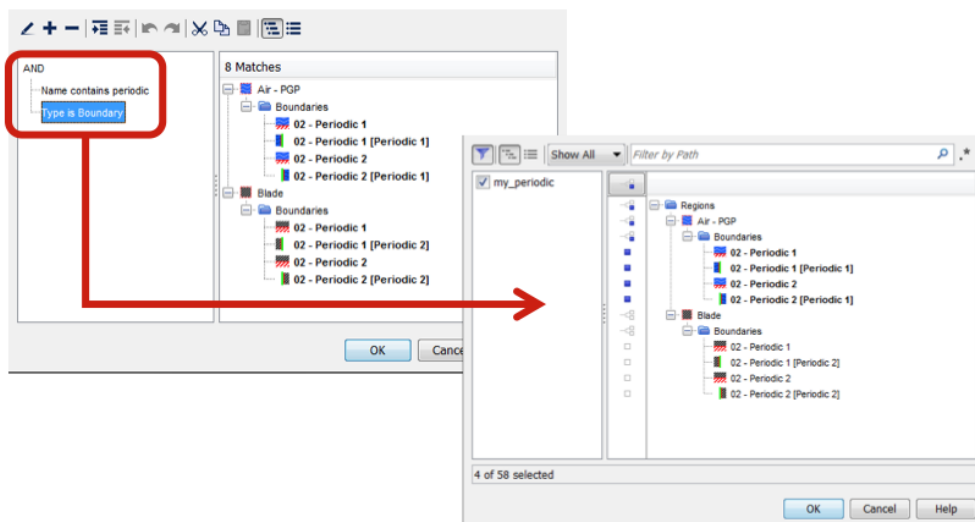 AND
Name contains periodic
Type is Boundary
8 Matches
Air - PGP
Boundaries
02 - Periodic 1
02 - Periodic 1 [Periodic 1]
02 - Periodic 2
02 - Periodic 2 [Periodic 1]
Blade
Boundaries
02 - Periodic 1
02 - Periodic 1 [Periodic 2]
02 - Periodic 2
02 - Periodic 2 [Periodic 2]
OK
Cance
Show All
Filter by Path
.*
my_periodic
Regions
Air - PGP
Boundaries
02 - Periodic 1
02 - Periodic 1 [Periodic 1]
02 - Periodic 2
02 - Periodic 2 [Periodic 1]
Blade
Boundaries
02 - Periodic 1
02 - Periodic 1 [Periodic 2]
02 - Periodic 2
02 - Periodic 2 [Periodic 2]
4 of 58 selected
OK
Cancel
Help